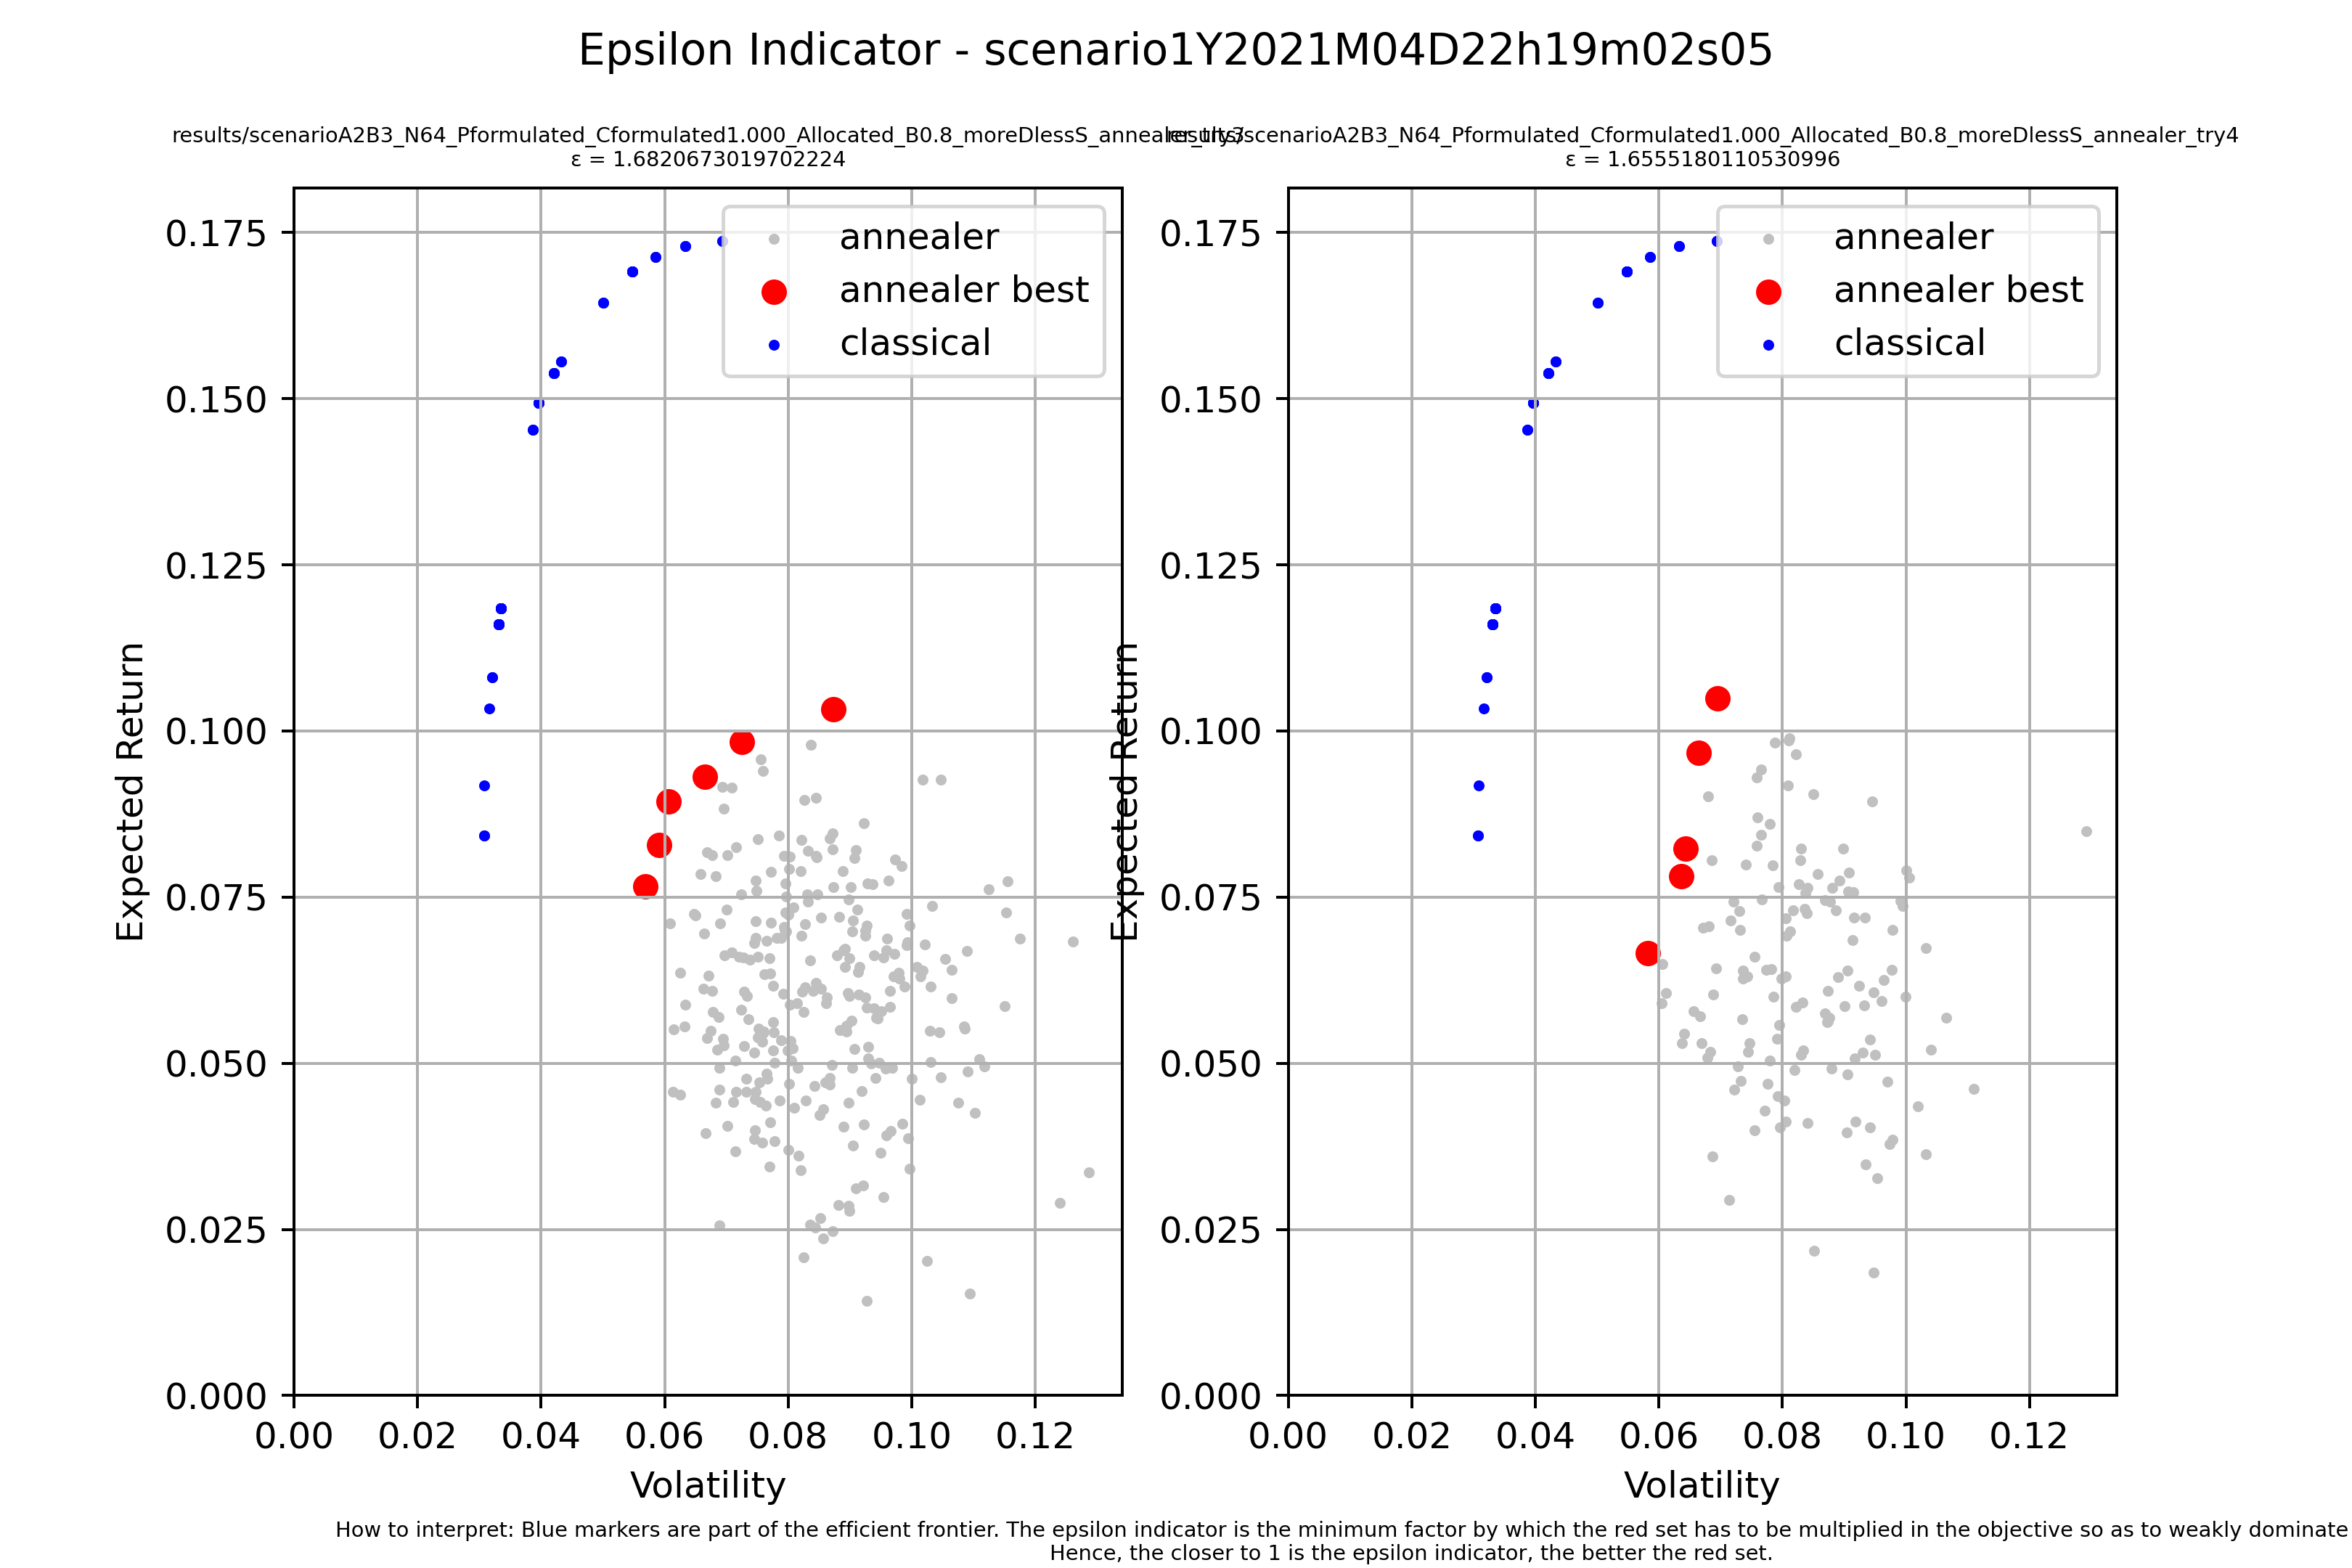 Epsilon Indicator - scenario1Y2021M04D22h19m02s05
results/scenarioA2B3_N64_Pformulated_Cformulated1.000_Allocated_B0.8_moreDlessS_annealer_try3
ε = 1.6820673019702224
0.175
0.150
0.125
0.100
0.075
0.050
0.025
0.000
Expected Return
annealer
annealer best
classical
0.00 0.02 0.04 0.06 0.08 0.10 0.12
Volatility
results/scenarioA2B3_N64_Pformulated_Cformulated1.000_Allocated_B0.8_moreDlessS_annealer_try4
ε = 1.6555180110530996
0.175
0.150
0.125
0.100
0.075
0.050
0.025
0.000
Expected Return
annealer
annealer best
classical
0.00 0.02 0.04 0.06 0.08 0.10 0.12
Volatility
How to interpret: Blue markers are part of the efficient frontier. The epsilon indicator is the minimum factor by which the red set has to be multiplied in the objective so as to weakly dominate
Hence, the closer to 1 is the epsilon indicator, the better the red set.